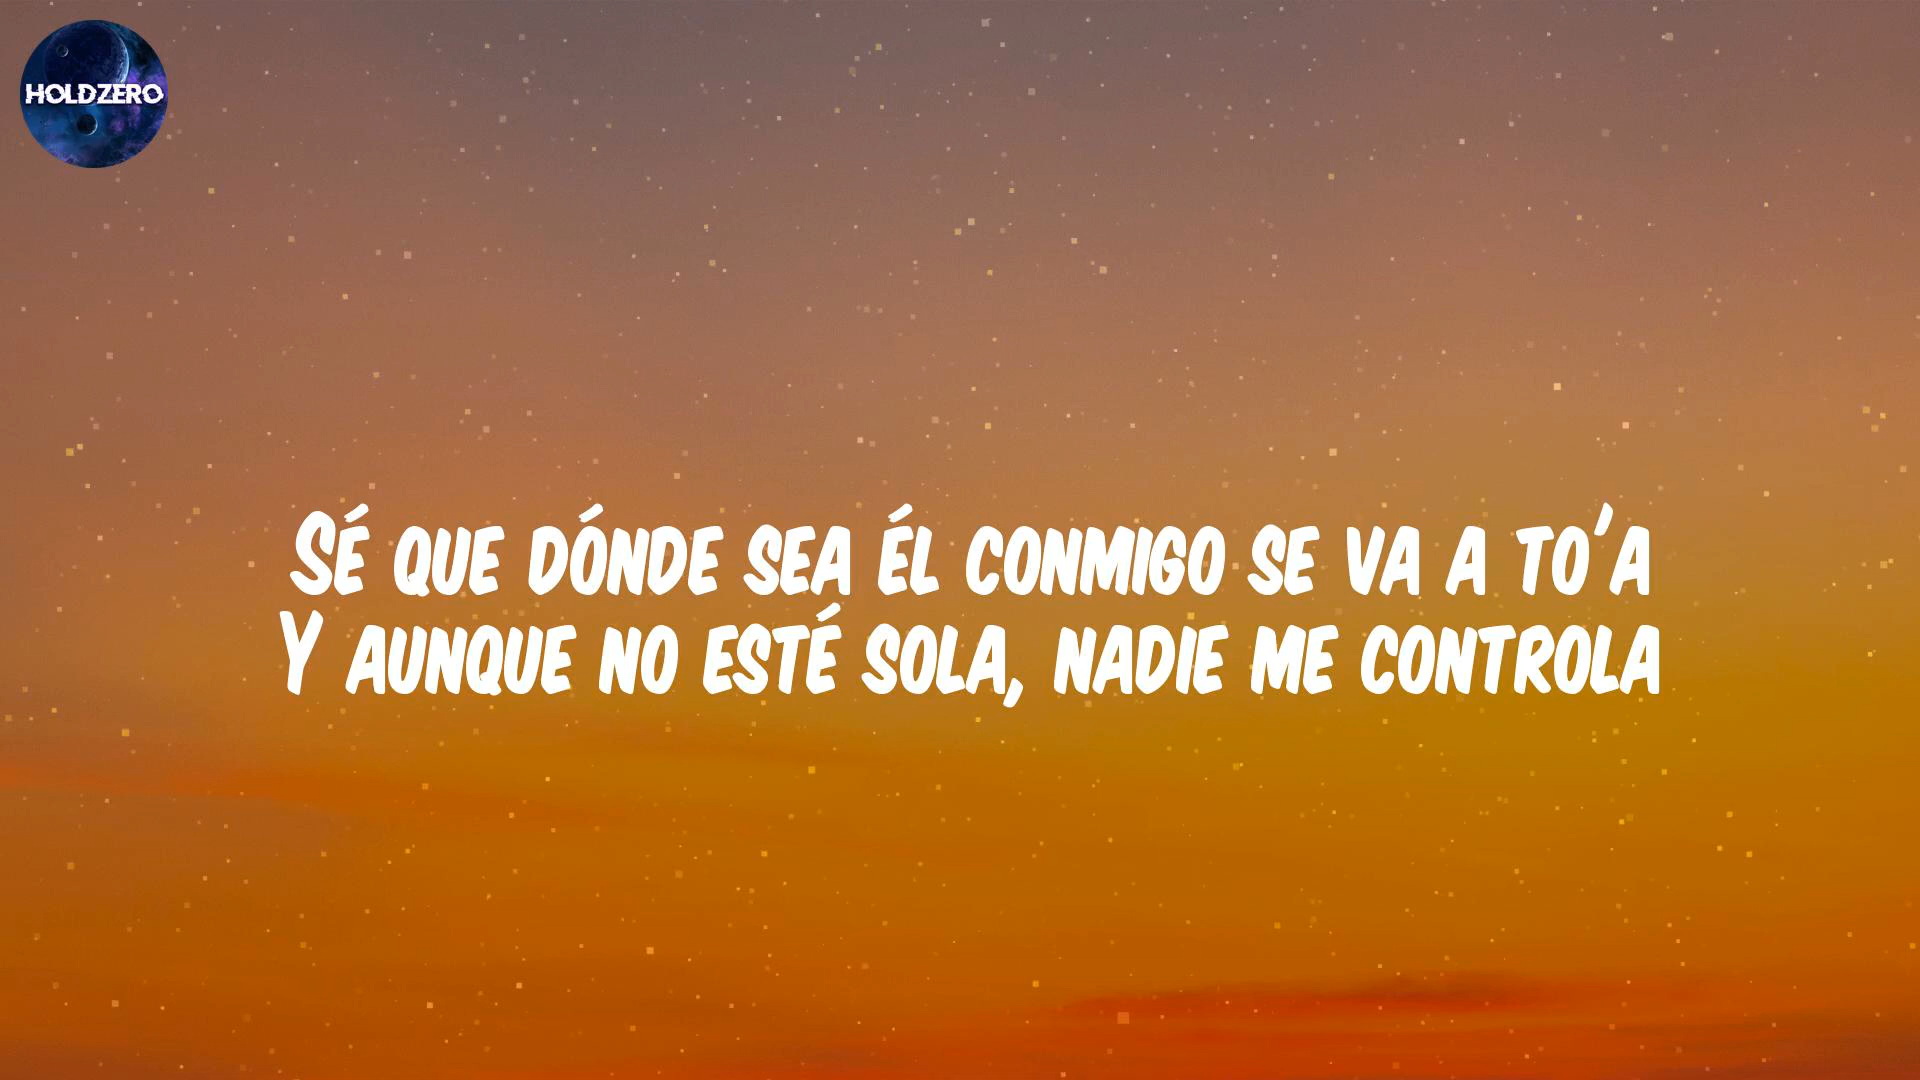 HOLDZERO
SÉ QUE DÓNDE SEA ÉL CONMIGO SE VA A TO'A
Y AUNQUE NO ESTÉ SOLA, NADIE ME CONTROLA